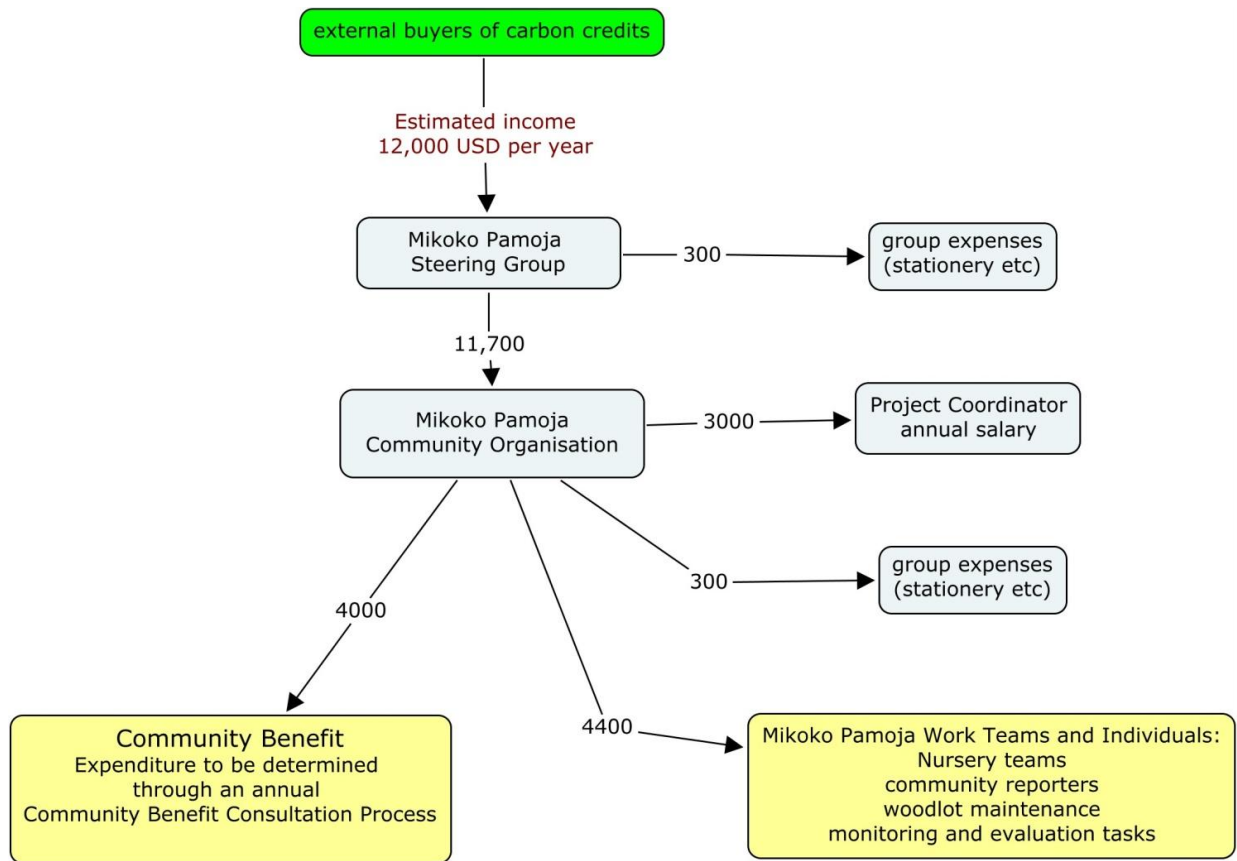 external buyers of carbon credits
Estimated income
12,000 USD per year
Mikoko Pamoja
Steering Group
300
group expenses
(stationery etc)
11,700
Mikoko Pamoja
Community Organisation
3000
Project Coordinator
annual salary
300
group expenses
(stationery etc)
4000
4400
Community Benefit
Expenditure to be determined
through an annual
Community Benefit Consultation Process
Mikoko Pamoja Work Teams and Individuals:
Nursery teams
community reporters
woodlot maintenance
monitoring and evaluation tasks